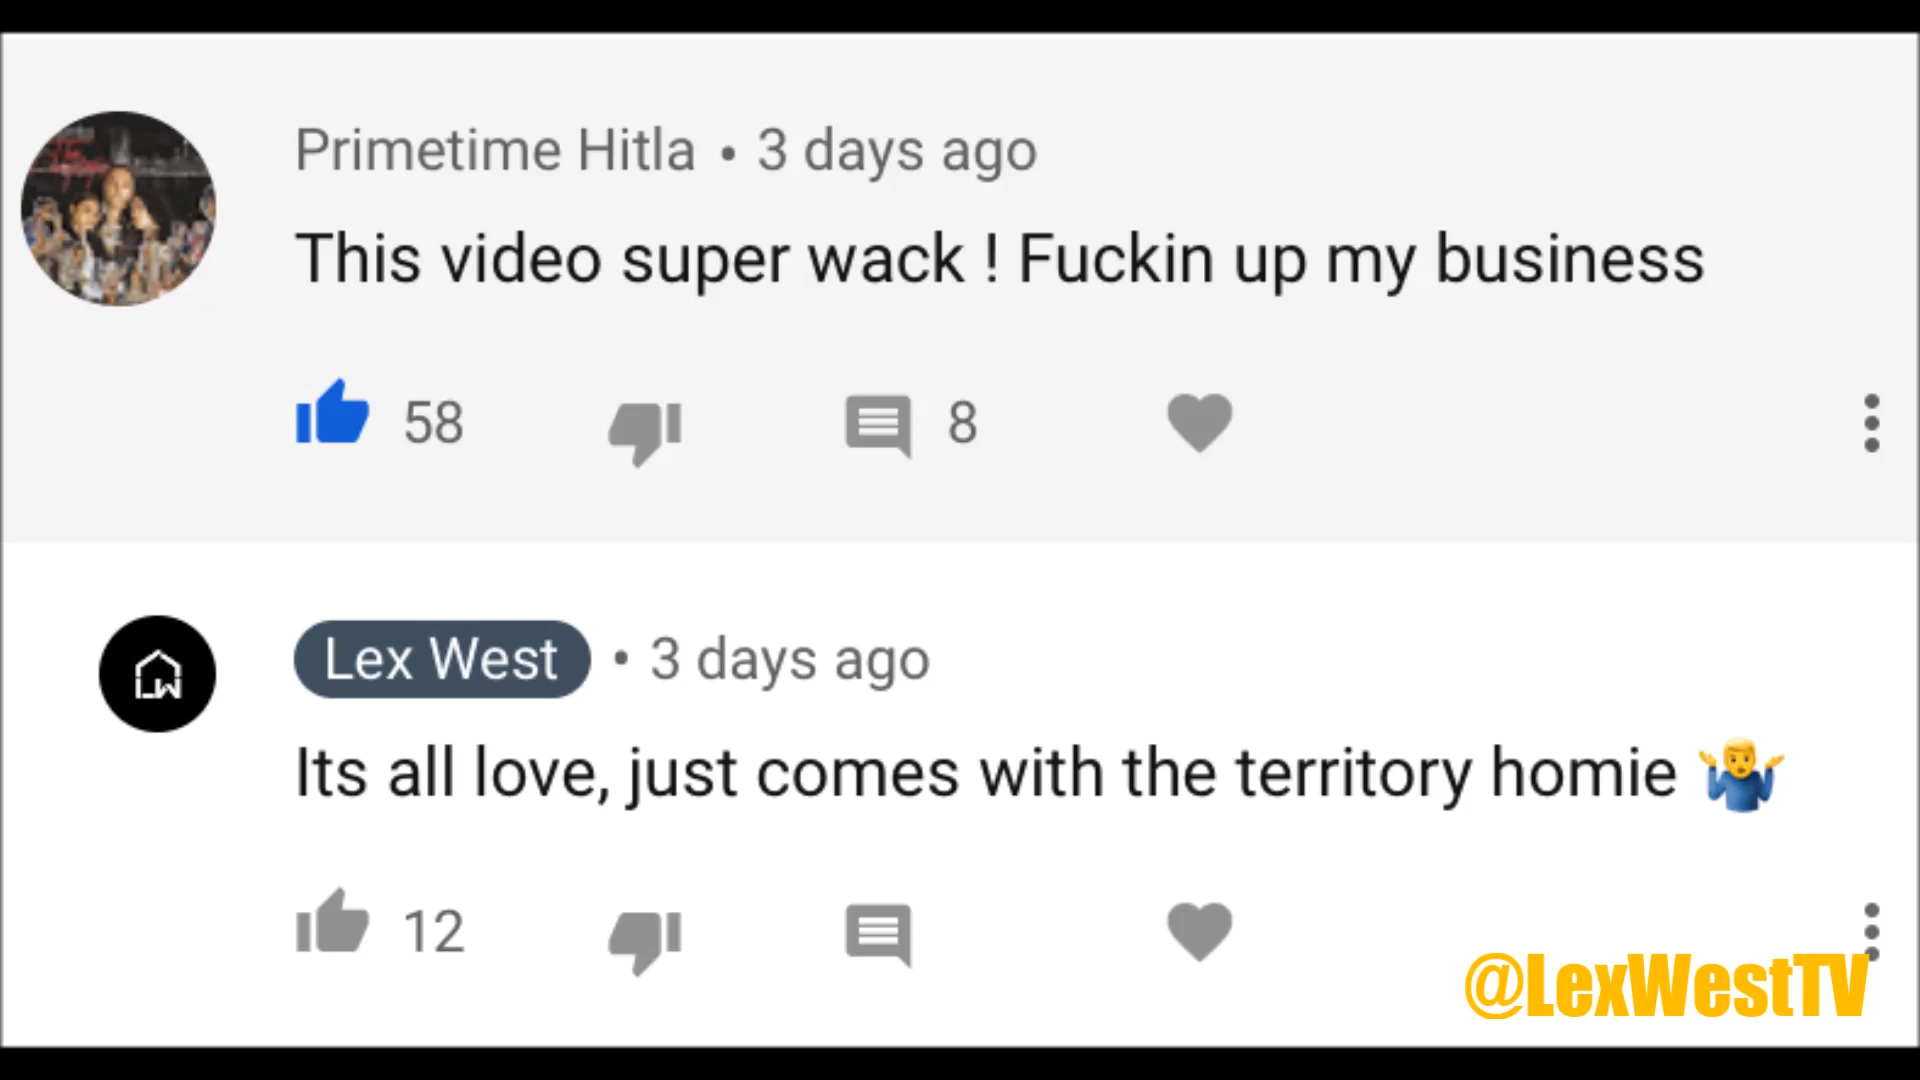 Primetime Hitla • 3 days ago
This video super wack ! Fuckin up my business
58 8
Lex West • 3 days ago
Its all love, just comes with the territory homie 🤷‍♂️
12
@LexWestTV